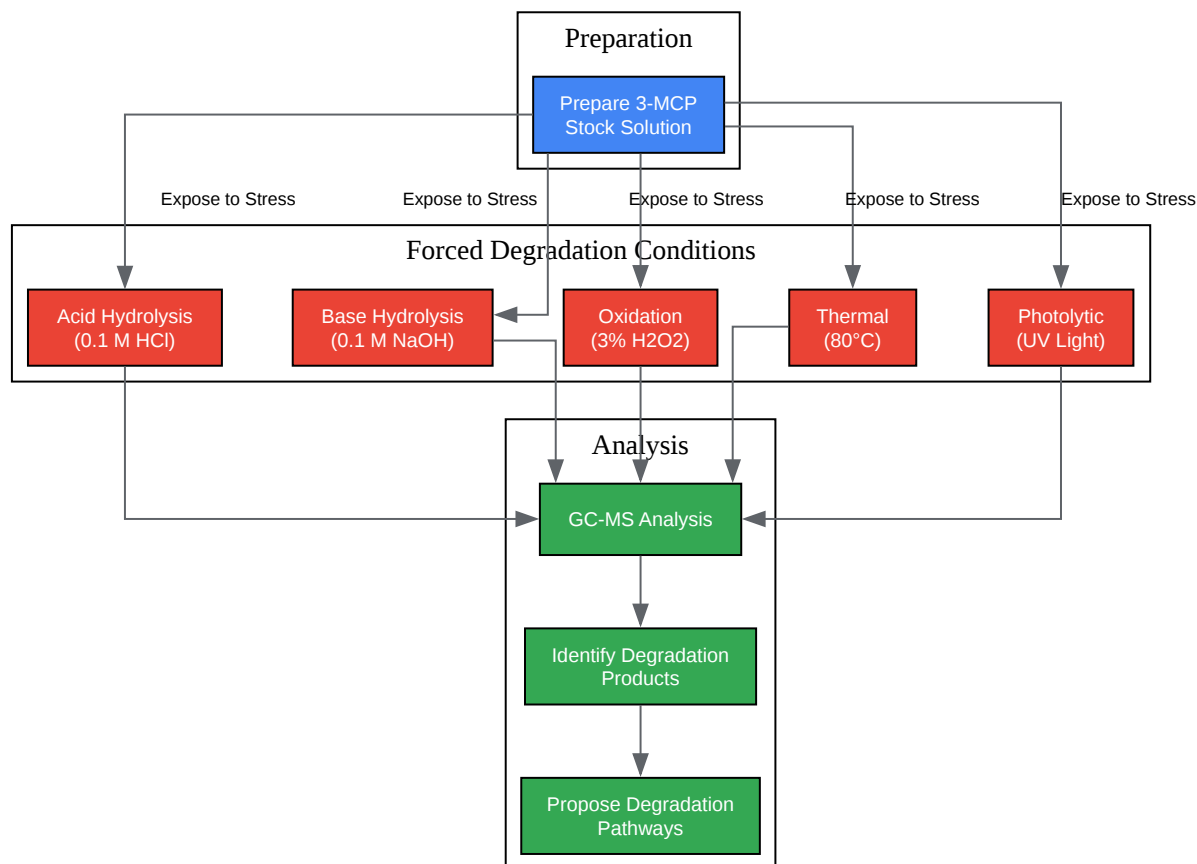 Preparation
Prepare 3-MCP
Stock Solution
Expose to Stress
Expose to Stress
Expose to Stress
Expose to Stress
Expose to Stress
Forced Degradation Conditions
Acid Hydrolysis
(0.1 M HCl)
Base Hydrolysis
(0.1 M NaOH)
Oxidation
(3% H2O2)
Thermal
(80°C)
Photolytic
(UV Light)
Analysis
GC-MS Analysis
Identify Degradation
Products
Propose Degradation
Pathways